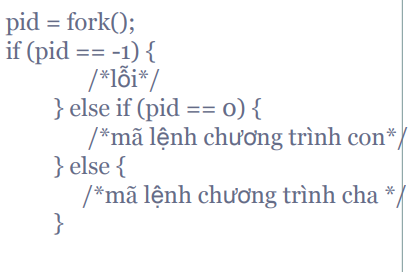 pid = fork();
if (pid == -1) {
/*lỗi*/
} else if (pid == 0) {
/*mã lệnh chương trình con*/
} else {
/*mã lệnh chương trình cha */
}